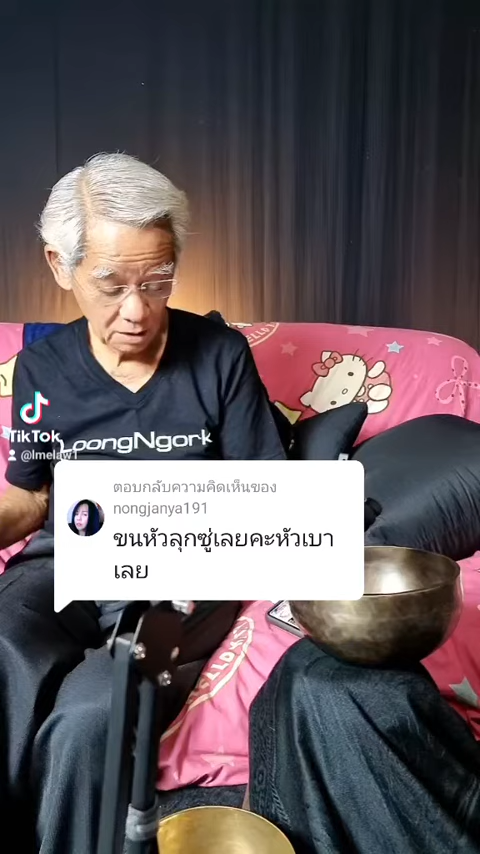 LoongNgork
TikTok
@lmelaw1
ตอบกลับความคิดเห็นของ
nongjanya191
ขนหัวลุกซู่เลยคะหัวเบา
เลย